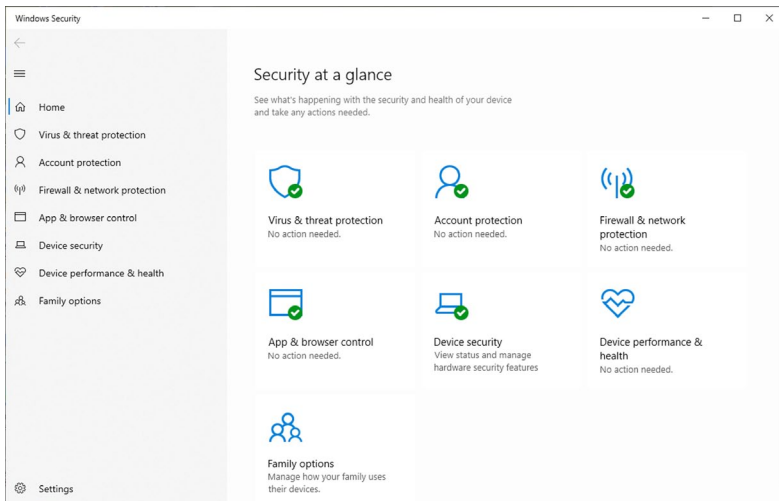 Windows Security
Home
Virus & threat protection
Account protection
Firewall & network protection
App & browser control
Device security
Device performance & health
Family options
Settings
Security at a glance
See what's happening with the security and health of your device
and take any actions needed.
Virus & threat protection
No action needed.
Account protection
No action needed.
Firewall & network
protection
No action needed.
App & browser control
No action needed.
Device security
View status and manage
hardware security features
Device performance &
health
No action needed.
Family options
Manage how your family uses
their devices.